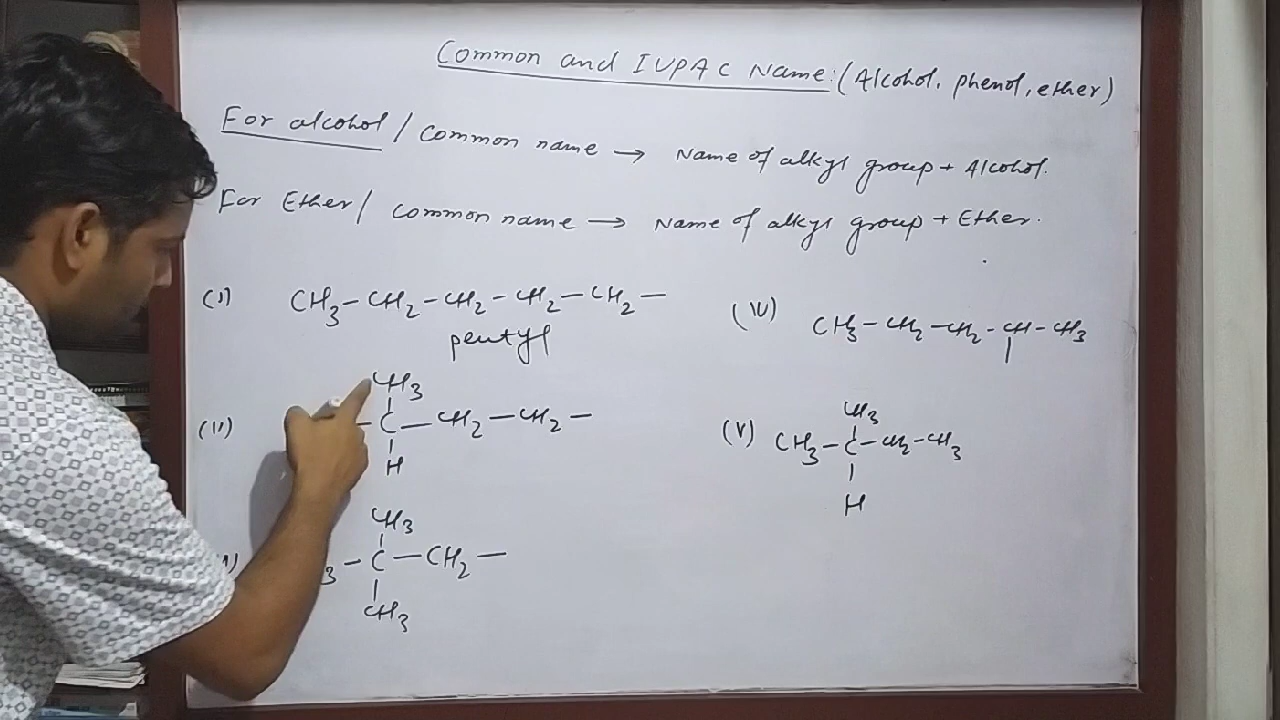 Common and IUPAC Name: (Alcohol, phenol, ether)
For alcohol / Common name → Name of alkyl group + Alcohol.
For Ether / Common name → Name of alkyl group + Ether.
(I) CH3-CH2-CH2-CH2-CH2-
pentyl
(IV) CH3-CH2-CH2-CH-CH3
|
CH3
|
(II) -C-CH2-CH2-
|
H
CH3
|
(V) CH3-C-CH2-CH3
|
H
CH3
|
3-C-CH2-
|
CH3